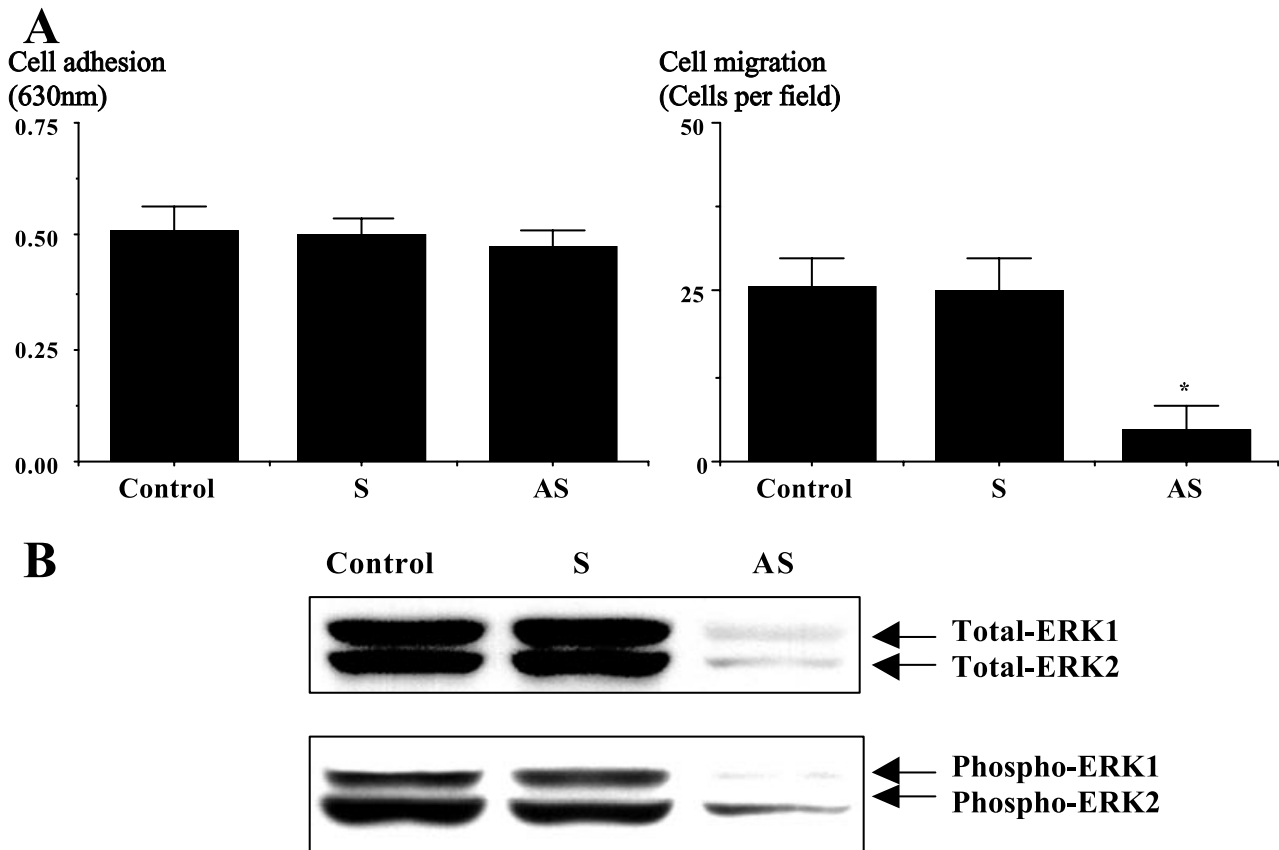 A
Cell adhesion
(630nm)
0.75
0.50
0.25
0.00
Control S AS
Cell migration
(Cells per field)
50
25
0
*
Control S AS
B
Control S AS
Total-ERK1
Total-ERK2
Phospho-ERK1
Phospho-ERK2